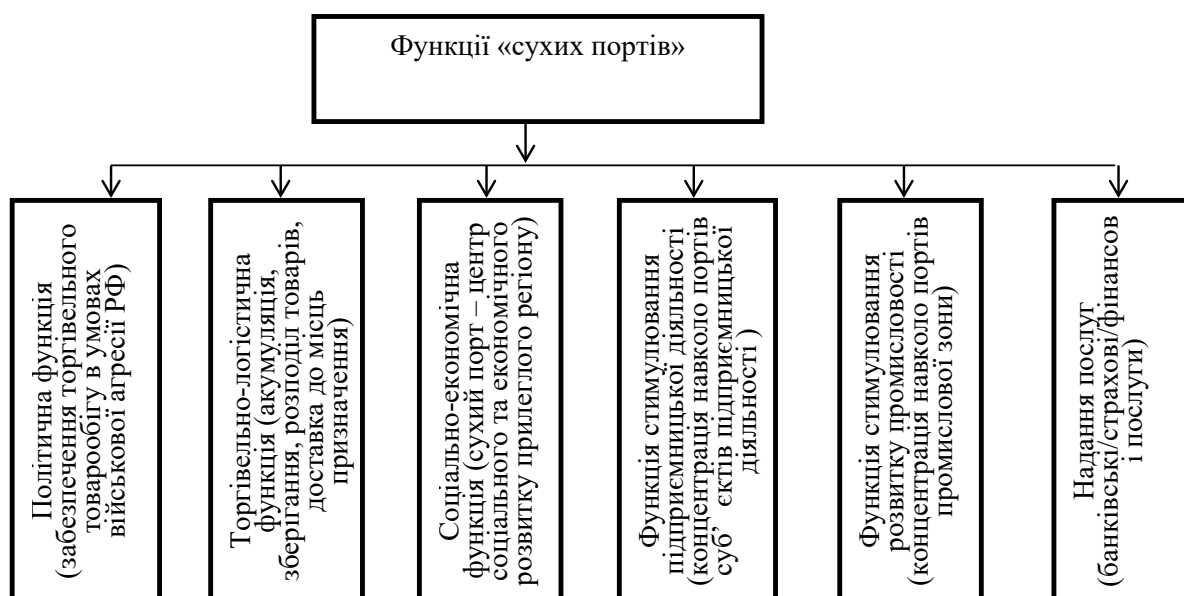 Функції «сухих портів»
Політична функція
(забезпечення торгівельного
товарообігу в умовах
військової агресії РФ)
Торгівельно-логістична
функція (акумуляція,
зберігання, розподіл товарів,
доставка до місць
призначення)
Соціально-економічна
функція (сухий порт – центр
соціального та економічного
розвитку прилеглого регіону)
Функція стимулювання
підприємницької діяльності
(концентрація навколо портів
суб’ єктів підприємницької
діяльності )
Функція стимулювання
розвитку промисловості
(концентрація навколо портів
промислової зони)
Надання послуг
(банківські/страхові/фінансов
і послуги)